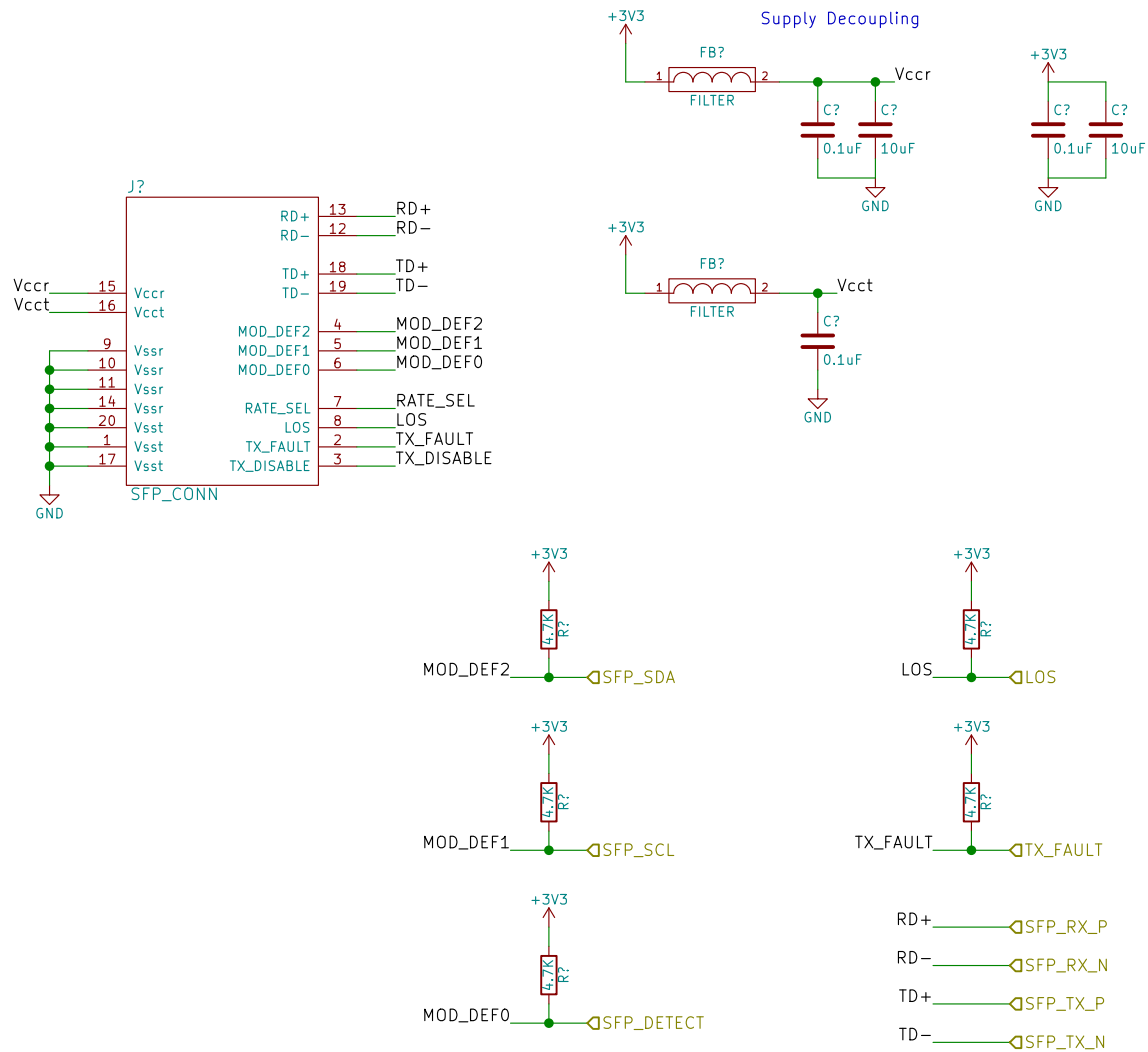 Supply Decoupling
+3V3
FB?
1 2
FILTER
Vccr
C?
0.1uF
C?
10uF
GND
+3V3
C?
0.1uF
C?
10uF
GND
+3V3
FB?
1 2
FILTER
Vcct
C?
0.1uF
GND
J?
RD+ 13 RD+
RD- 12 RD-
TD+ 18 TD+
TD- 19 TD-
Vccr 15 Vccr
Vcct 16 Vcct
MOD_DEF2 4 MOD_DEF2
MOD_DEF1 5 MOD_DEF1
MOD_DEF0 6 MOD_DEF0
9 Vssr
10 Vssr
11 Vssr
14 Vssr
20 Vsst
1 Vsst
17 Vsst
RATE_SEL 7 RATE_SEL
LOS 8 LOS
TX_FAULT 2 TX_FAULT
TX_DISABLE 3 TX_DISABLE
SFP_CONN
GND
+3V3
4.7K
R?
MOD_DEF2 SFP_SDA
+3V3
4.7K
R?
LOS LOS
+3V3
4.7K
R?
MOD_DEF1 SFP_SCL
+3V3
4.7K
R?
TX_FAULT TX_FAULT
+3V3
4.7K
R?
MOD_DEF0 SFP_DETECT
RD+ SFP_RX_P
RD- SFP_RX_N
TD+ SFP_TX_P
TD- SFP_TX_N